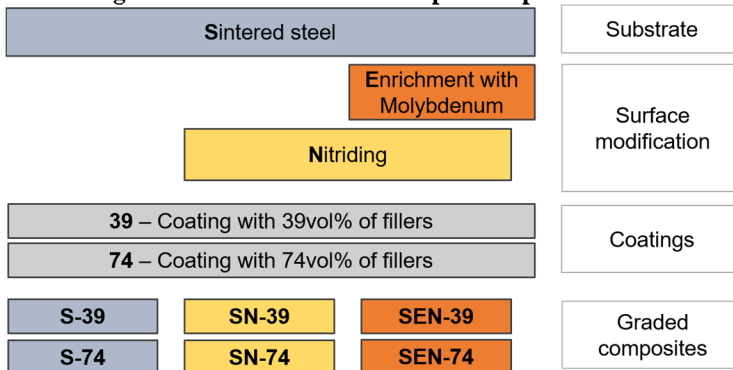 Sintered steel
Substrate
Enrichment with
Molybdenum
Surface
modification
Nitriding
39 – Coating with 39vol% of fillers
74 – Coating with 74vol% of fillers
Coatings
S-39
SN-39
SEN-39
Graded
composites
S-74
SN-74
SEN-74